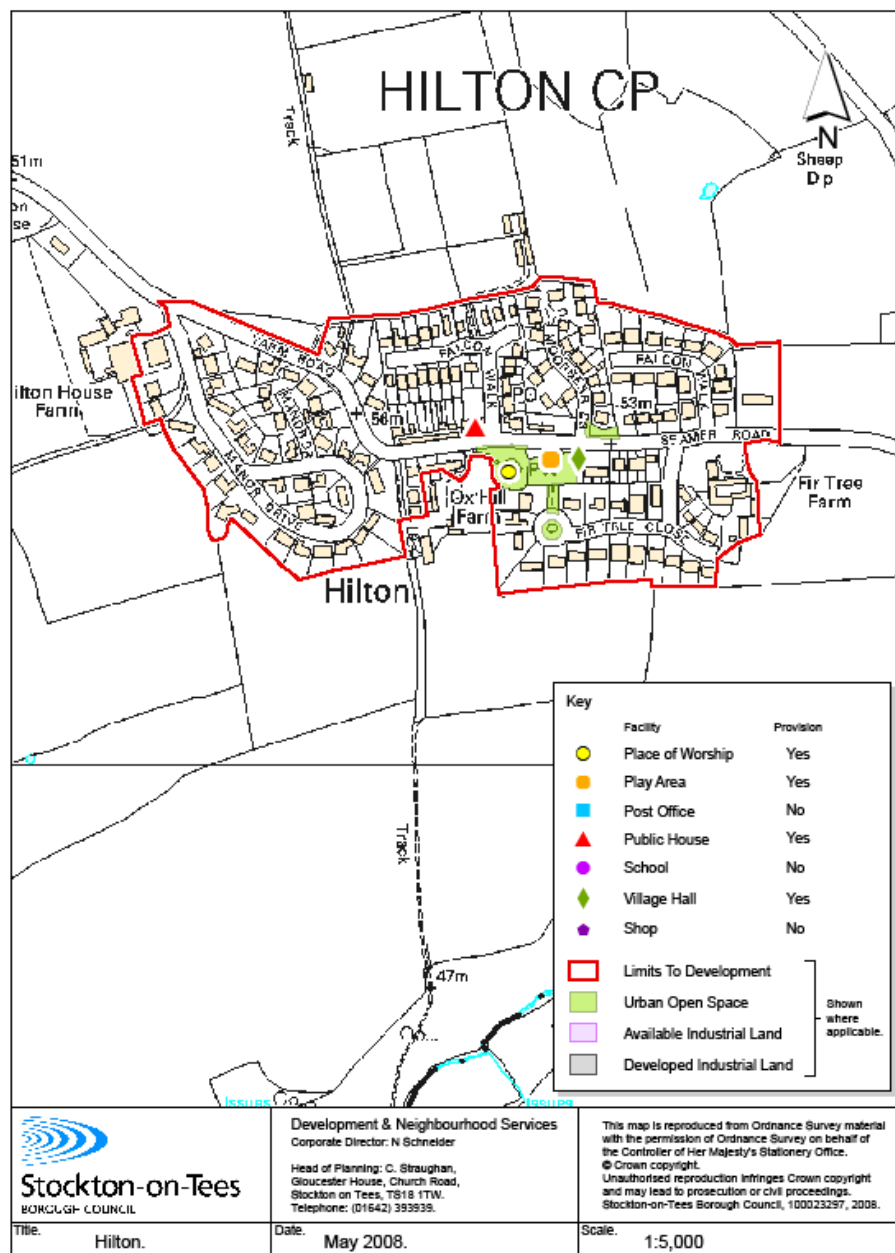 HILTON CP
N
Sheep
Dip
Track
51m
Hilton House
Farm
YARM ROAD
FALCON
WALK
FALCON WALK
56m
53m
SEAMER ROAD
MANOR DRIVE
Ox Hill
Farm
Fir Tree
Farm
FIR TREE CLOSE
Hilton
Track
47m
Issues
Issues
Key
Facility Provision
Place of Worship Yes
Play Area Yes
Post Office No
Public House Yes
School No
Village Hall Yes
Shop No
Limits To Development
Urban Open Space
Available Industrial Land
Developed Industrial Land
Shown
where
applicable.
Stockton-on-Tees
BOROUGH COUNCIL
Development & Neighbourhood Services
Corporate Director: N Schneider
Head of Planning: C. Straughan,
Gloucester House, Church Road,
Stockton on Tees, TS18 1TW.
Telephone: (01642) 393939.
This map is reproduced from Ordnance Survey material
with the permission of Ordnance Survey on behalf of
the Controller of Her Majesty's Stationery Office.
© Crown copyright.
Unauthorised reproduction infringes Crown copyright
and may lead to prosecution or civil proceedings.
Stockton-on-Tees Borough Council, 100023297, 2008.
Title. Hilton.
Date. May 2008.
Scale. 1:5,000